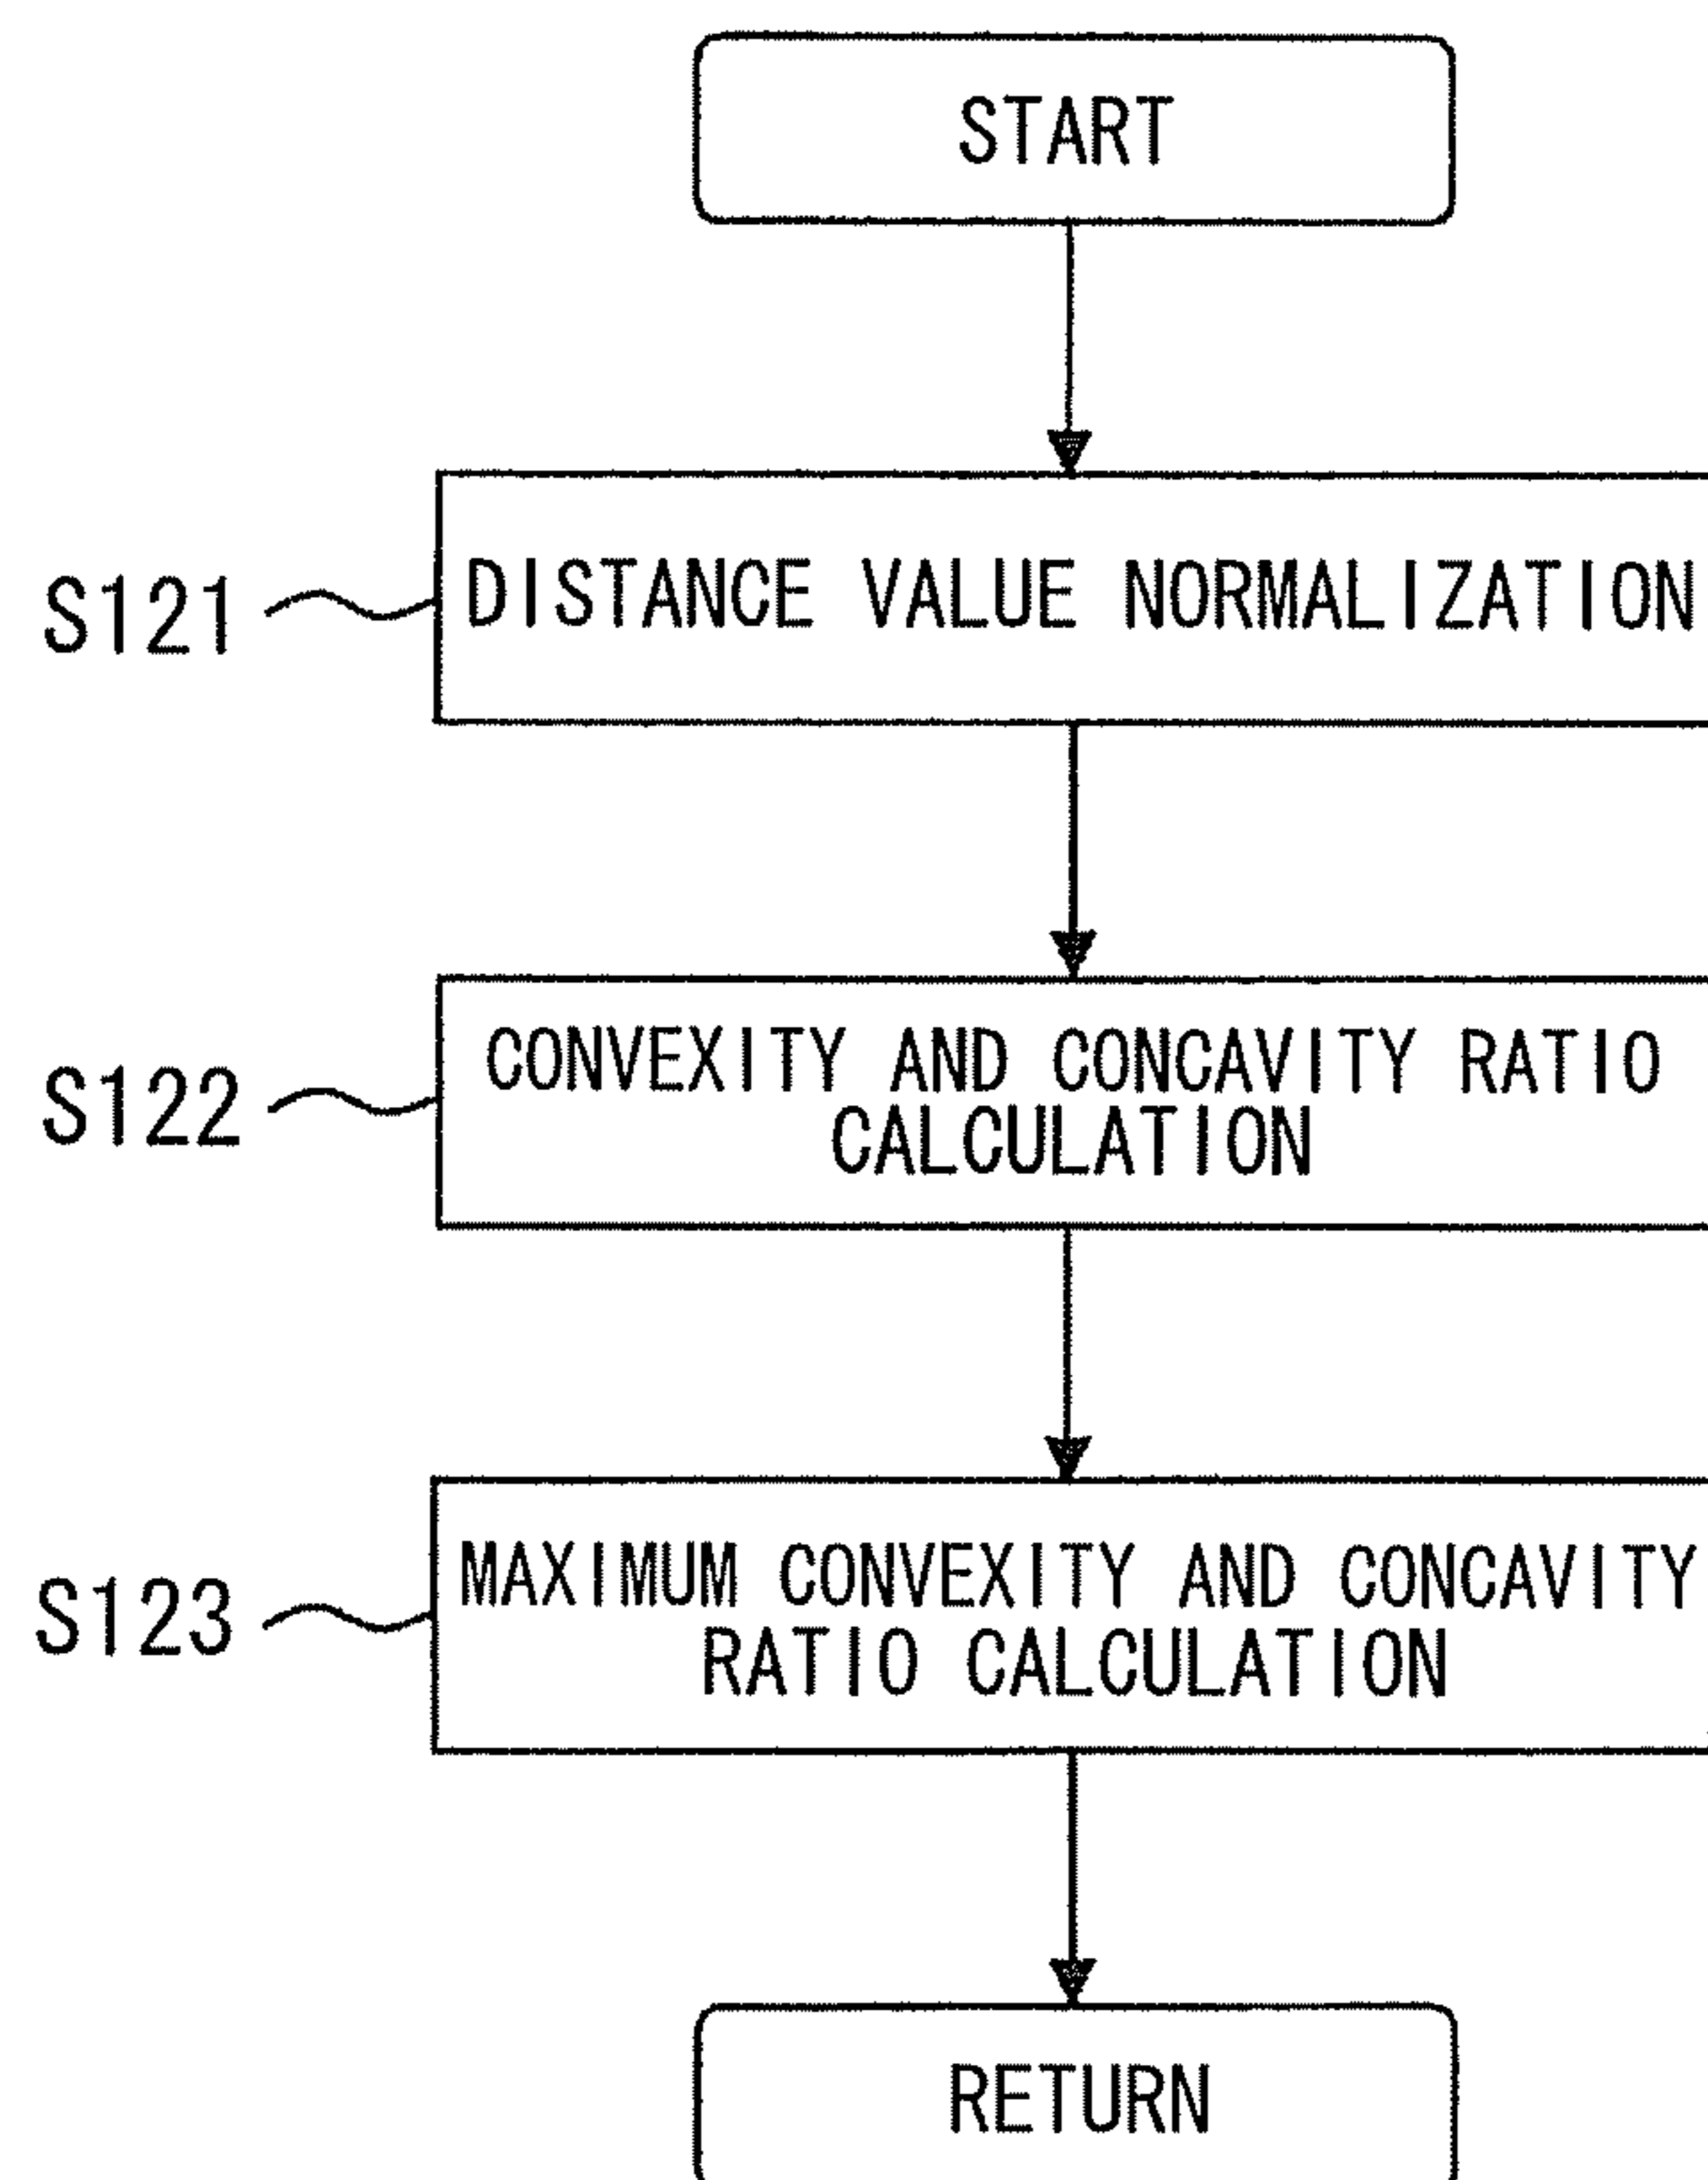 START
S121
DISTANCE VALUE NORMALIZATION
S122
CONVEXITY AND CONCAVITY RATIO
CALCULATION
S123
MAXIMUM CONVEXITY AND CONCAVITY
RATIO CALCULATION
RETURN